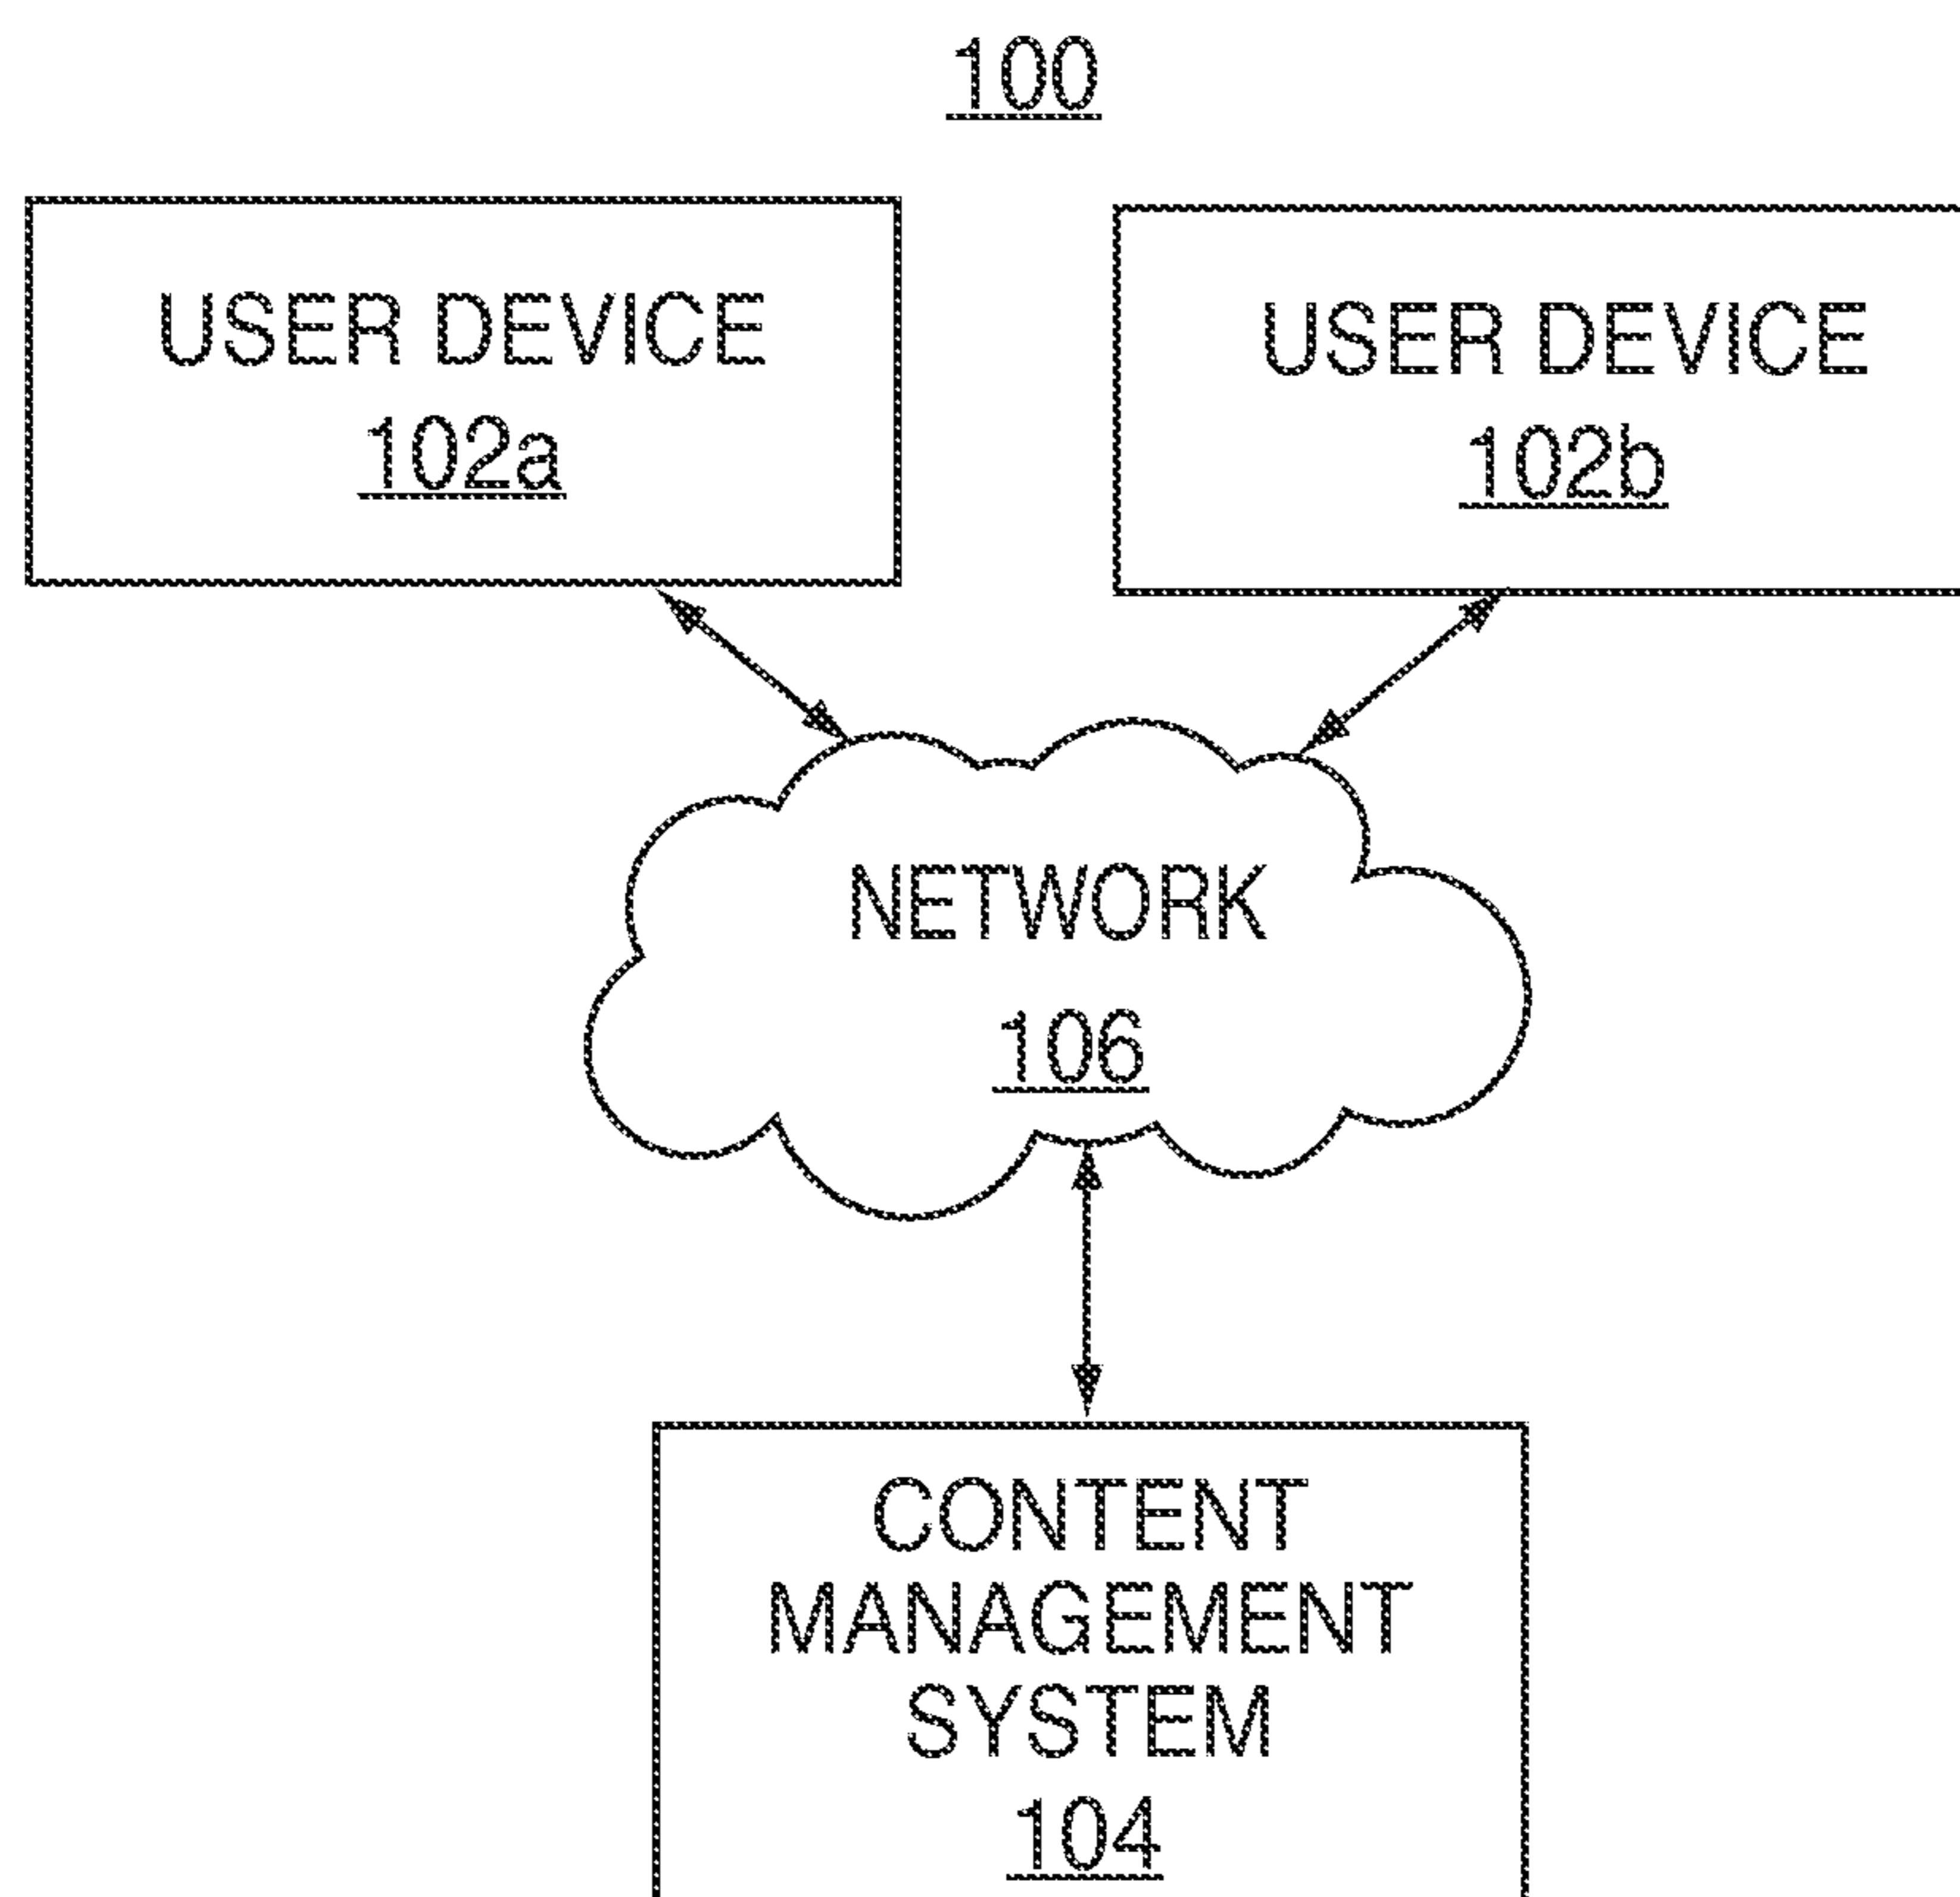 100
USER DEVICE
102a
USER DEVICE
102b
NETWORK
106
CONTENT
MANAGEMENT
SYSTEM
104